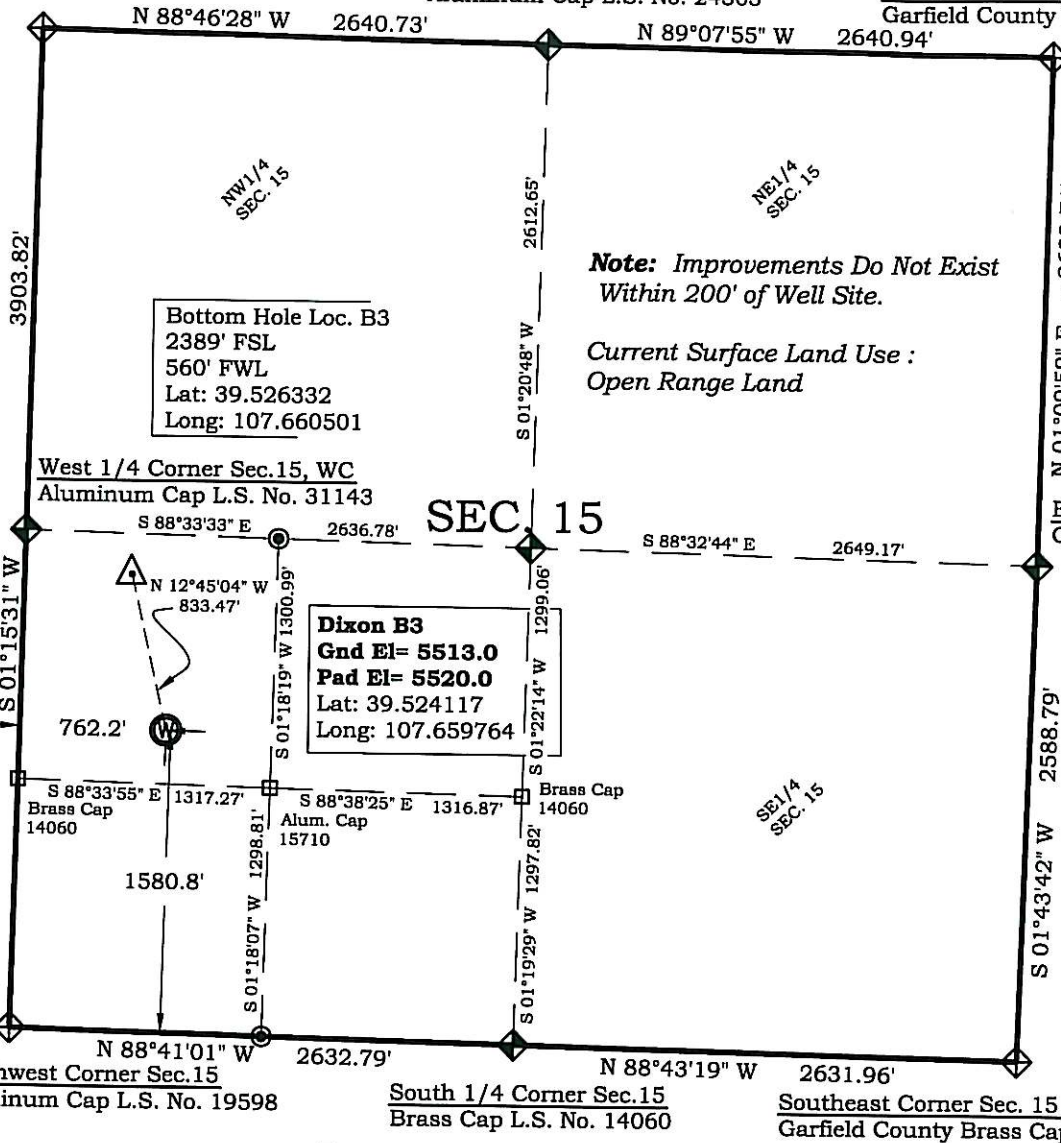 N 88°46'28" W 2640.73'
Garfield County
N 89°07'55" W 2640.94'
NW1/4
SEC. 15
NE1/4
SEC. 15
3903.82'
2612.65'
S 01°20'48" W
Note: Improvements Do Not Exist
Within 200' of Well Site.
Current Surface Land Use :
Open Range Land
Bottom Hole Loc. B3
2389' FSL
560' FWL
Lat: 39.526332
Long: 107.660501
West 1/4 Corner Sec.15, WC
Aluminum Cap L.S. No. 31143
SEC. 15
S 88°33'33" E 2636.78'
S 88°32'44" E 2649.17'
S 01°15'31" W
N 12°45'04" W
833.47'
S 01°18'19" W 1300.99'
Dixon B3
Gnd El= 5513.0
Pad El= 5520.0
Lat: 39.524117
Long: 107.659764
S 01°22'14" W 1299.06'
762.2'
W
2588.79'
S 01°43'42" W
S 88°33'55" E 1317.27'
S 88°38'25" E 1316.87'
Brass Cap
14060
Brass Cap
14060
Alum. Cap
15710
SE1/4
SEC. 15
1580.8'
S 01°18'07" W 1298.81'
S 01°19'29" W 1297.82'
N 88°41'01" W 2632.79'
N 88°43'19" W 2631.96'
west Corner Sec.15
inum Cap L.S. No. 19598
South 1/4 Corner Sec.15
Brass Cap L.S. No. 14060
Southeast Corner Sec. 15
Garfield County Brass Cap